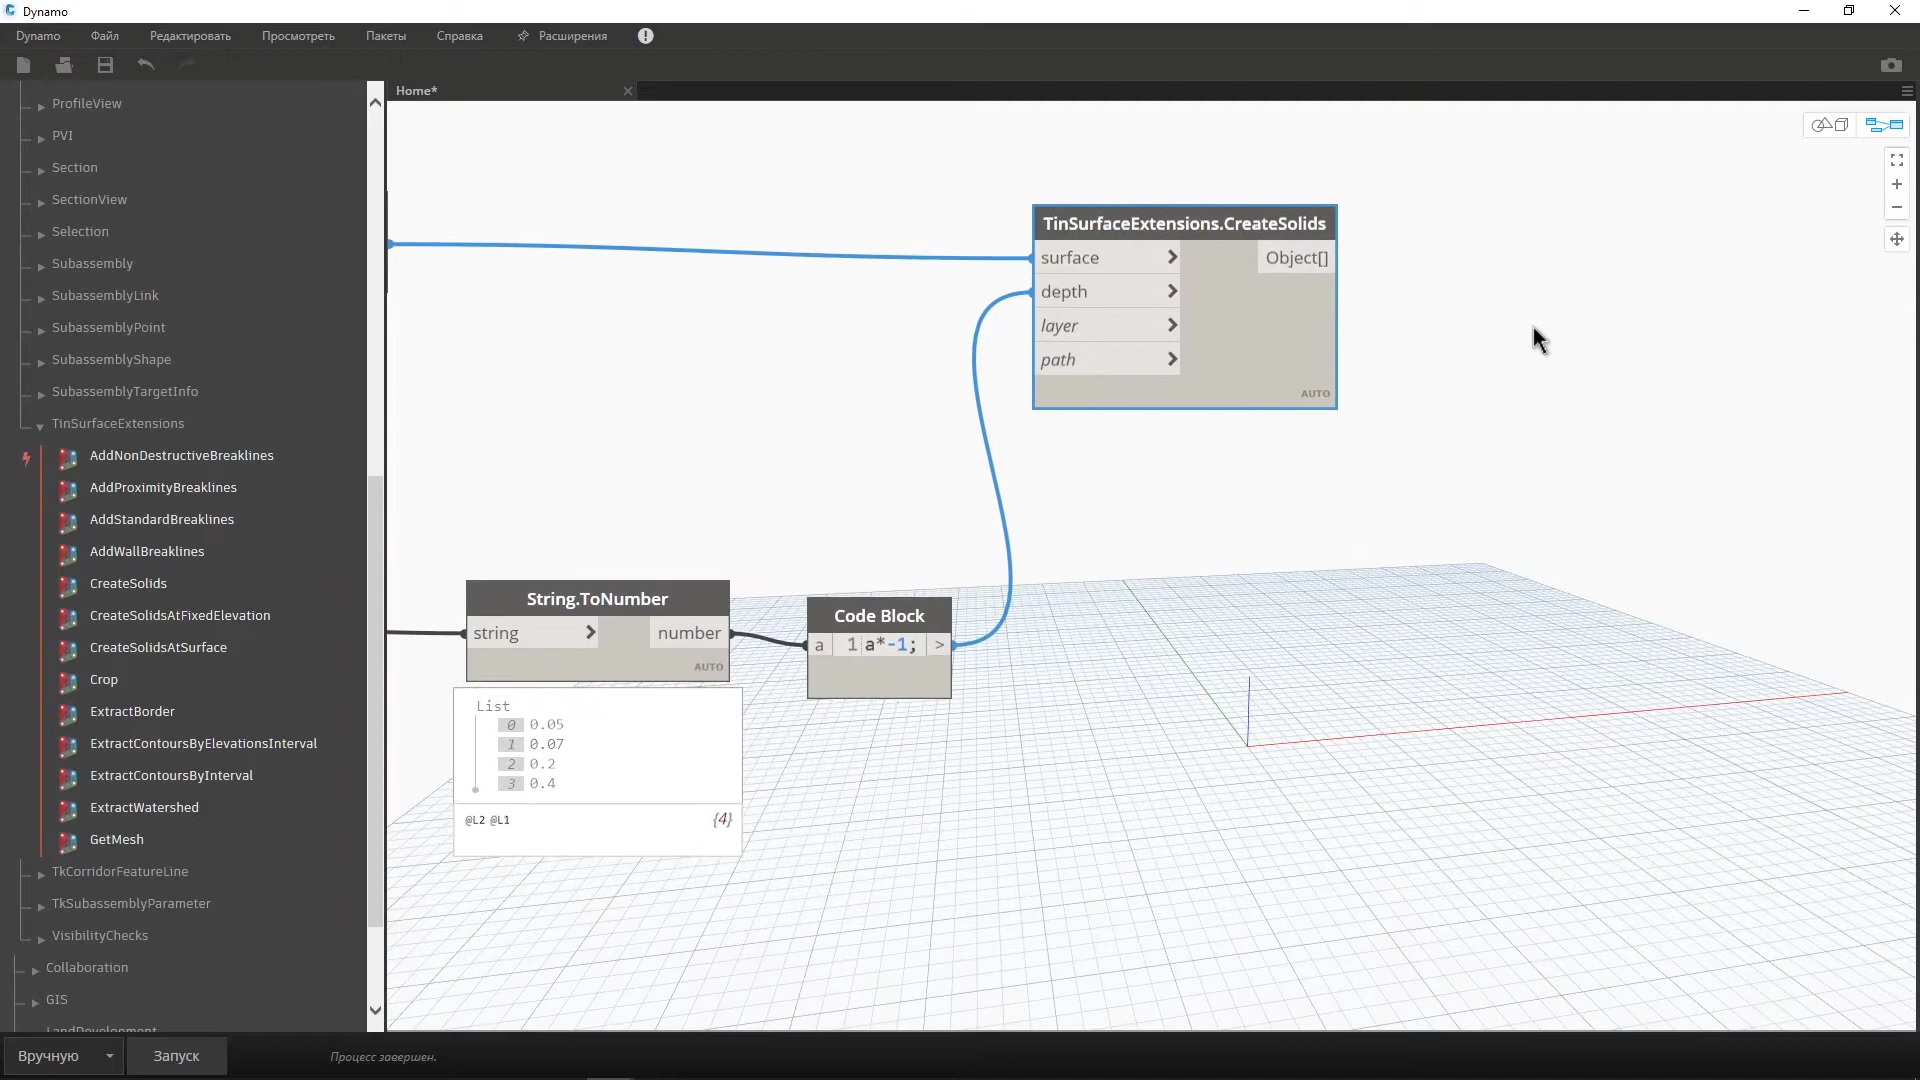 Dynamo
Dynamo
Файл
Редактировать
Просмотреть
Пакеты
Справка
Расширения
Home*
ProfileView
PVI
Section
SectionView
Selection
Subassembly
SubassemblyLink
SubassemblyPoint
SubassemblyShape
SubassemblyTargetInfo
TinSurfaceExtensions
AddNonDestructiveBreaklines
AddProximityBreaklines
AddStandardBreaklines
AddWallBreaklines
CreateSolids
CreateSolidsAtFixedElevation
CreateSolidsAtSurface
Crop
ExtractBorder
ExtractContoursByElevationsInterval
ExtractContoursByInterval
ExtractWatershed
GetMesh
TkCorridorFeatureLine
TkSubassemblyParameter
VisibilityChecks
Collaboration
GIS
LandDevelopment
TinSurfaceExtensions.CreateSolids
surface >
Object[]
depth >
layer >
path >
AUTO
String.ToNumber
string >
number
AUTO
List
0 0.05
1 0.07
2 0.2
3 0.4
@L2 @L1
{4}
Code Block
a
1 a*-1;
>
Вручную
Запуск
Процесс завершен.